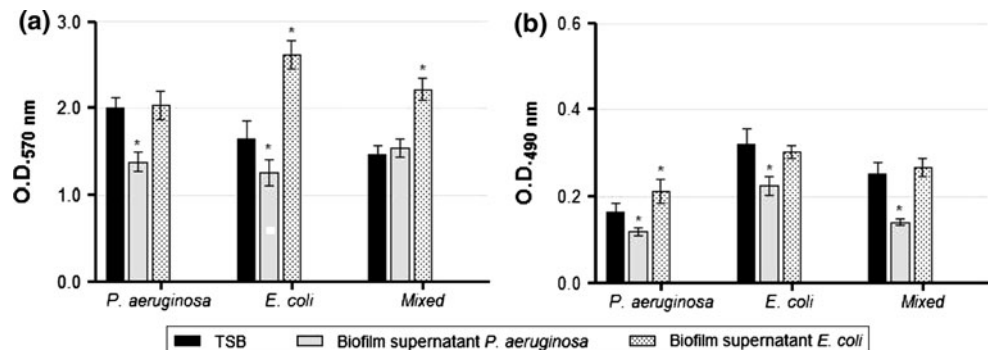 (a)
3.0
2.0
1.0
0.0
O.D.570 nm
*
*
*
*
P. aeruginosa
E. coli
Mixed
(b)
0.6
0.4
0.2
0.0
O.D.490 nm
*
*
*
*
P. aeruginosa
E. coli
Mixed
TSB
Biofilm supernatant P. aeruginosa
Biofilm supernatant E. coli